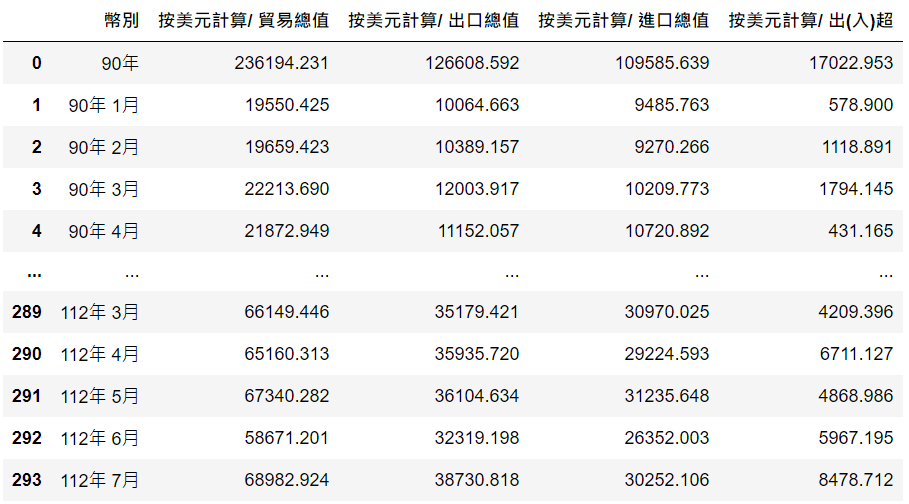 幣別 按美元計算/ 貿易總值 按美元計算/ 出口總值 按美元計算/ 進口總值 按美元計算/ 出(入)超
0 90年 236194.231 126608.592 109585.639 17022.953
1 90年 1月 19550.425 10064.663 9485.763 578.900
2 90年 2月 19659.423 10389.157 9270.266 1118.891
3 90年 3月 22213.690 12003.917 10209.773 1794.145
4 90年 4月 21872.949 11152.057 10720.892 431.165
... ... ... ... ... ...
289 112年 3月 66149.446 35179.421 30970.025 4209.396
290 112年 4月 65160.313 35935.720 29224.593 6711.127
291 112年 5月 67340.282 36104.634 31235.648 4868.986
292 112年 6月 58671.201 32319.198 26352.003 5967.195
293 112年 7月 68982.924 38730.818 30252.106 8478.712